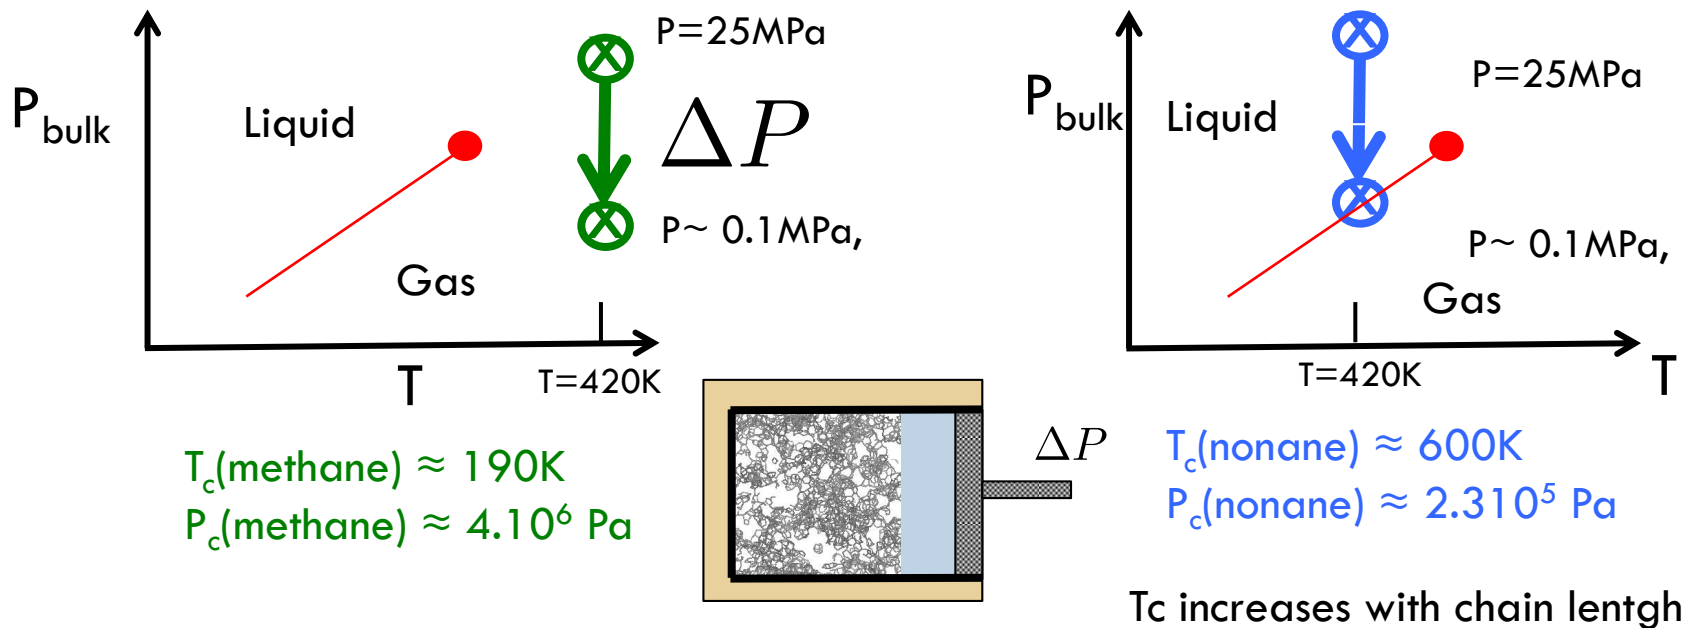 P=25MPa
P_bulk
Liquid
ΔP
P~ 0.1MPa,
Gas
T
T=420K
T_c(methane) ≈ 190K
P_c(methane) ≈ 4.10^6 Pa
ΔP
P=25MPa
P_bulk
Liquid
P~ 0.1MPa,
Gas
T=420K
T
T_c(nonane) ≈ 600K
P_c(nonane) ≈ 2.310^5 Pa
Tc increases with chain lentgh